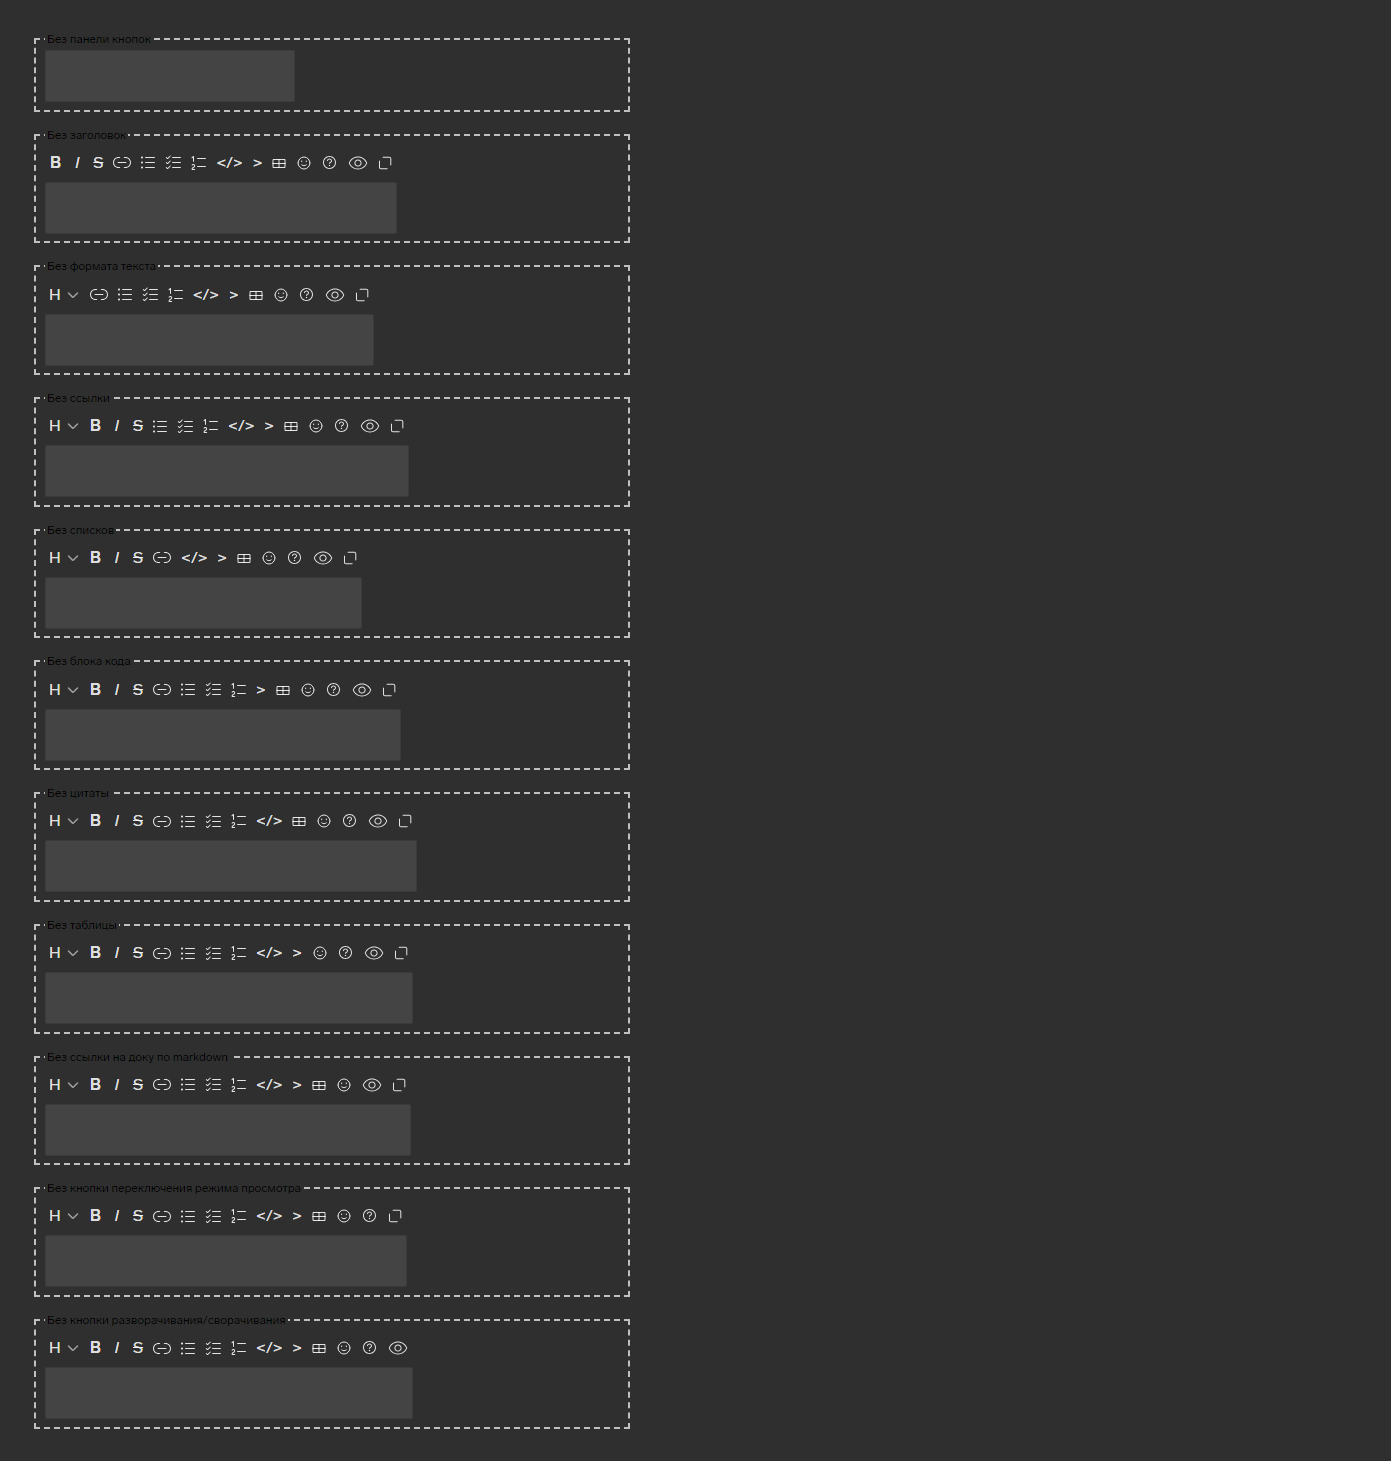 Без панели кнопок
Без заголовок
B I S </> >
Без формата текста
H </> >
Без ссылки
H B I S </> >
Без списков
H B I S </> >
Без блока кода
H B I S >
Без цитаты
H B I S </>
Без таблицы
H B I S </> >
Без ссылки на доку по markdown
H B I S </> >
Без кнопки переключения режима просмотра
H B I S </> >
Без кнопки разворачивания/сворачивания
H B I S </> >